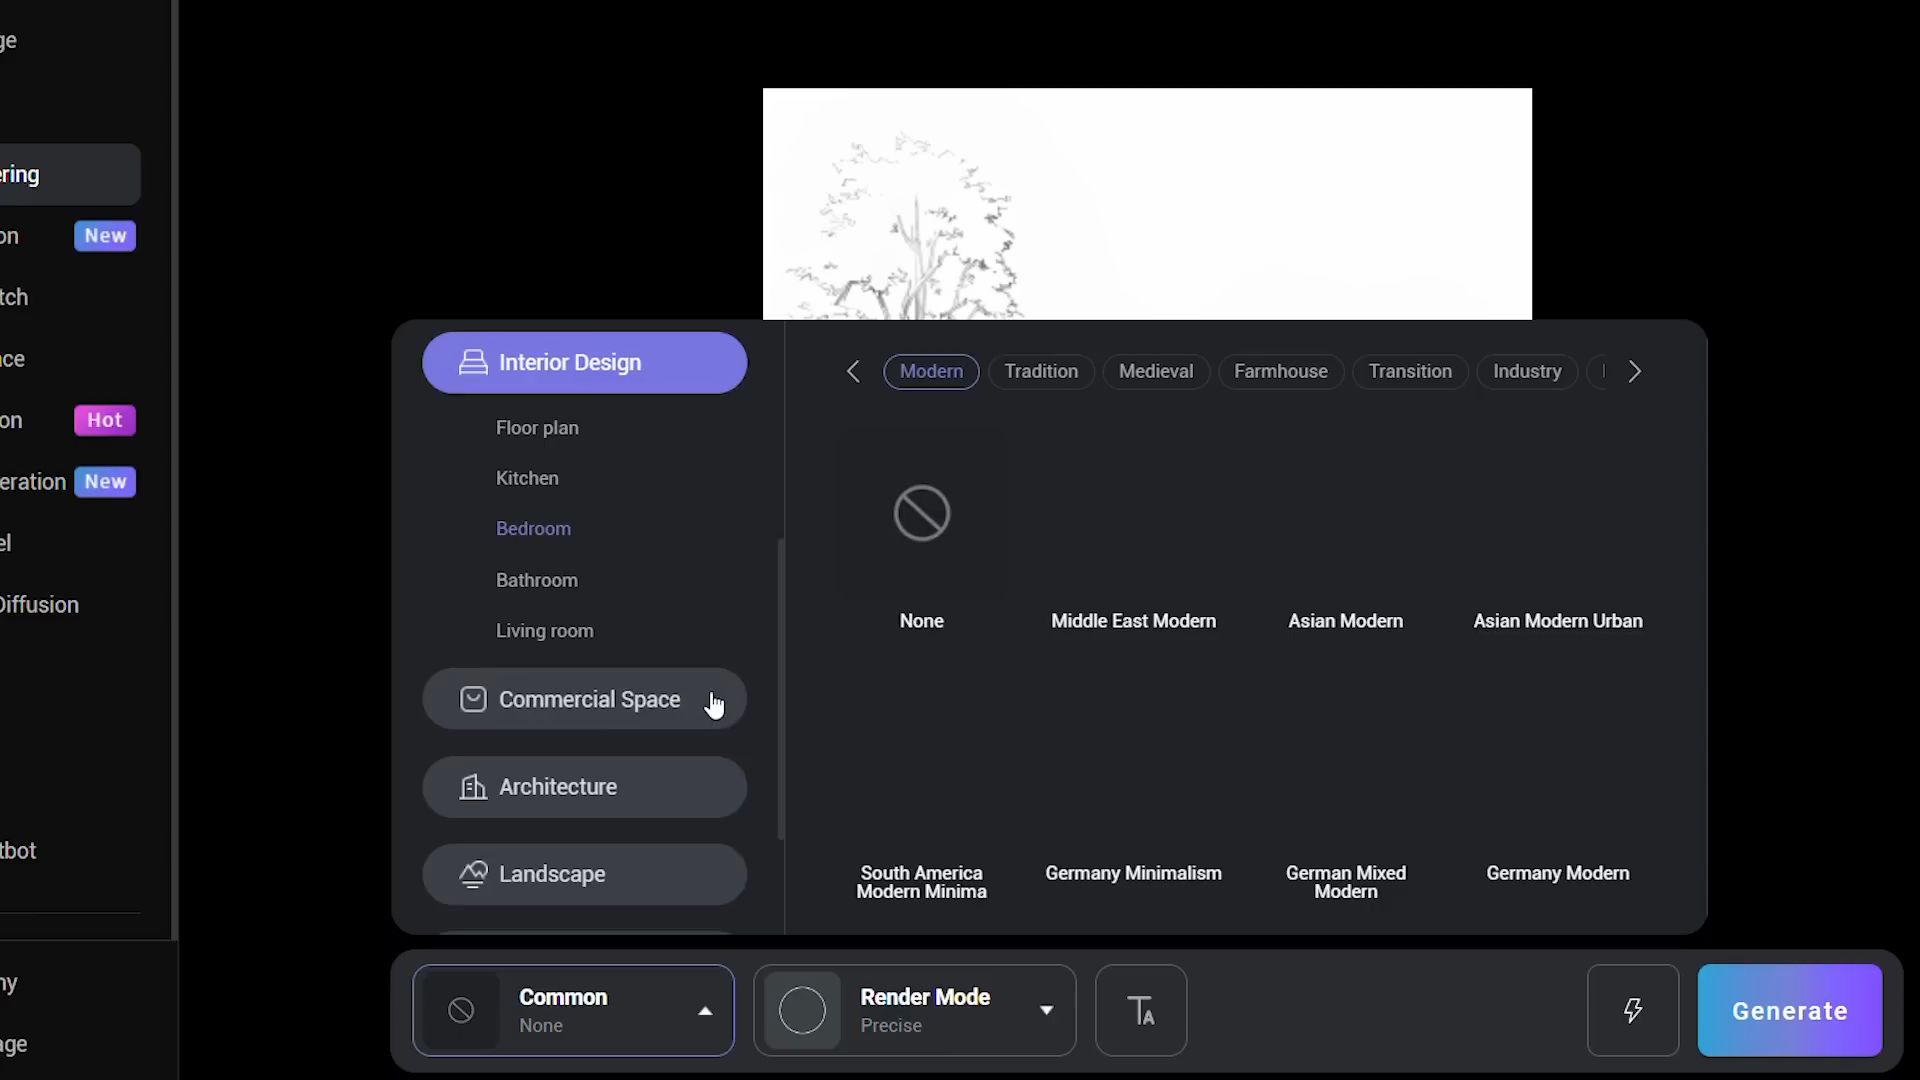 ge
ering
on New
tch
ce
on Hot
eration New
el
Diffusion
tbot
ny
age
Interior Design
Floor plan
Kitchen
Bedroom
Bathroom
Living room
Commercial Space
Architecture
Landscape
Modern Tradition Medieval Farmhouse Transition Industry
None Middle East Modern Asian Modern Asian Modern Urban
South America
Modern Minima
Germany Minimalism
German Mixed
Modern
Germany Modern
Common
None
Render Mode
Precise
Generate